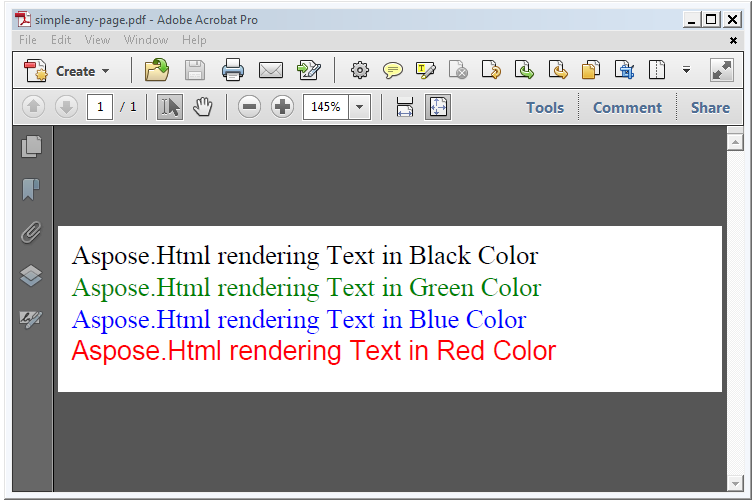 simple-any-page.pdf - Adobe Acrobat Pro
File Edit View Window Help
Create
1 / 1 145% Tools Comment Share
Aspose.Html rendering Text in Black Color
Aspose.Html rendering Text in Green Color
Aspose.Html rendering Text in Blue Color
Aspose.Html rendering Text in Red Color